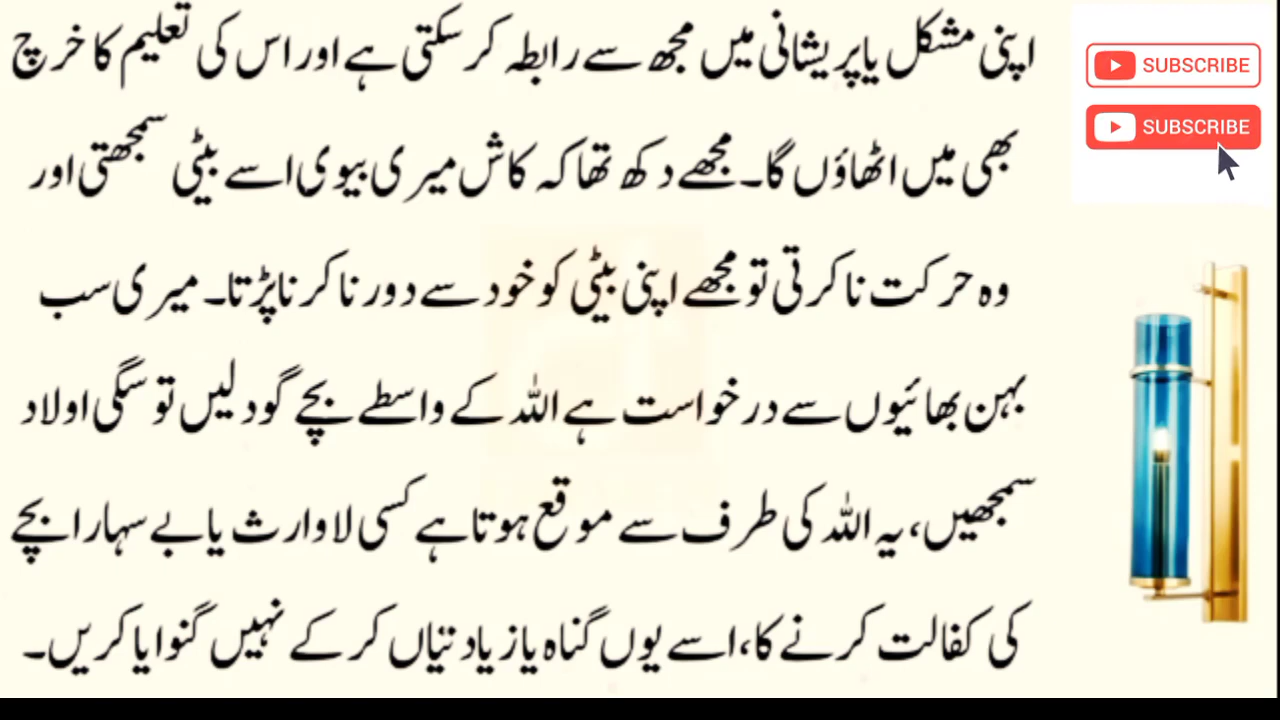 اپنی مشکل یا پریشانی میں مجھ سے رابطہ کر سکتی ہے اور اس کی تعلیم کا خرچ
بھی میں اٹھاؤں گا۔ مجھے دکھ تھا کہ کاش میری بیوی اسے بیٹی سمجھتی اور
وہ حرکت نا کرتی تو مجھے اپنی بیٹی کو خود سے دور نا کرنا پڑتا۔ میری سب
بہن بھائیوں سے درخواست ہے اللہ کے واسطے بچے گود لیں تو سگی اولاد
سمجھیں، یہ اللہ کی طرف سے موقع ہوتا ہے کسی لاوارث یا بے سہارا بچے
کی کفالت کرنے کا، اسے یوں گناہ یا زیادتیاں کر کے نہیں گنوایا کریں۔
SUBSCRIBE
SUBSCRIBE